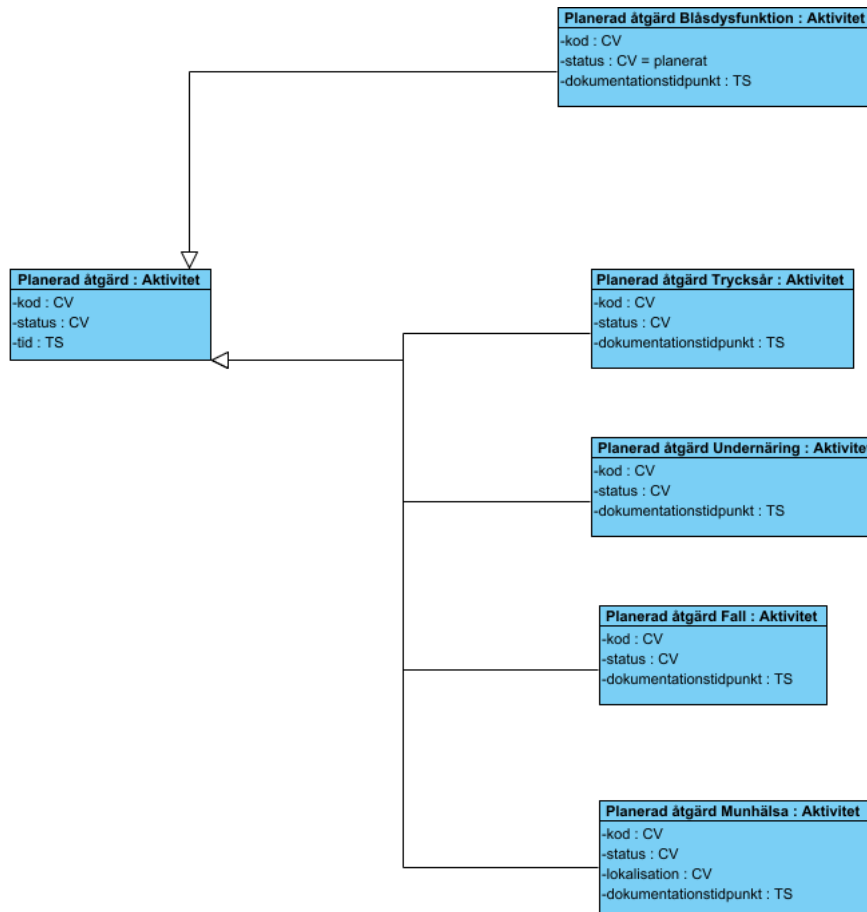 Planerad åtgärd Blåsdysfunktion : Aktivitet
-kod : CV
-status : CV = planerat
-dokumentationstidpunkt : TS
Planerad åtgärd : Aktivitet
-kod : CV
-status : CV
-tid : TS
Planerad åtgärd Trycksår : Aktivitet
-kod : CV
-status : CV
-dokumentationstidpunkt : TS
Planerad åtgärd Undernäring : Aktivitet
-kod : CV
-status : CV
-dokumentationstidpunkt : TS
Planerad åtgärd Fall : Aktivitet
-kod : CV
-status : CV
-dokumentationstidpunkt : TS
Planerad åtgärd Munhälsa : Aktivitet
-kod : CV
-status : CV
-lokalisation : CV
-dokumentationstidpunkt : TS